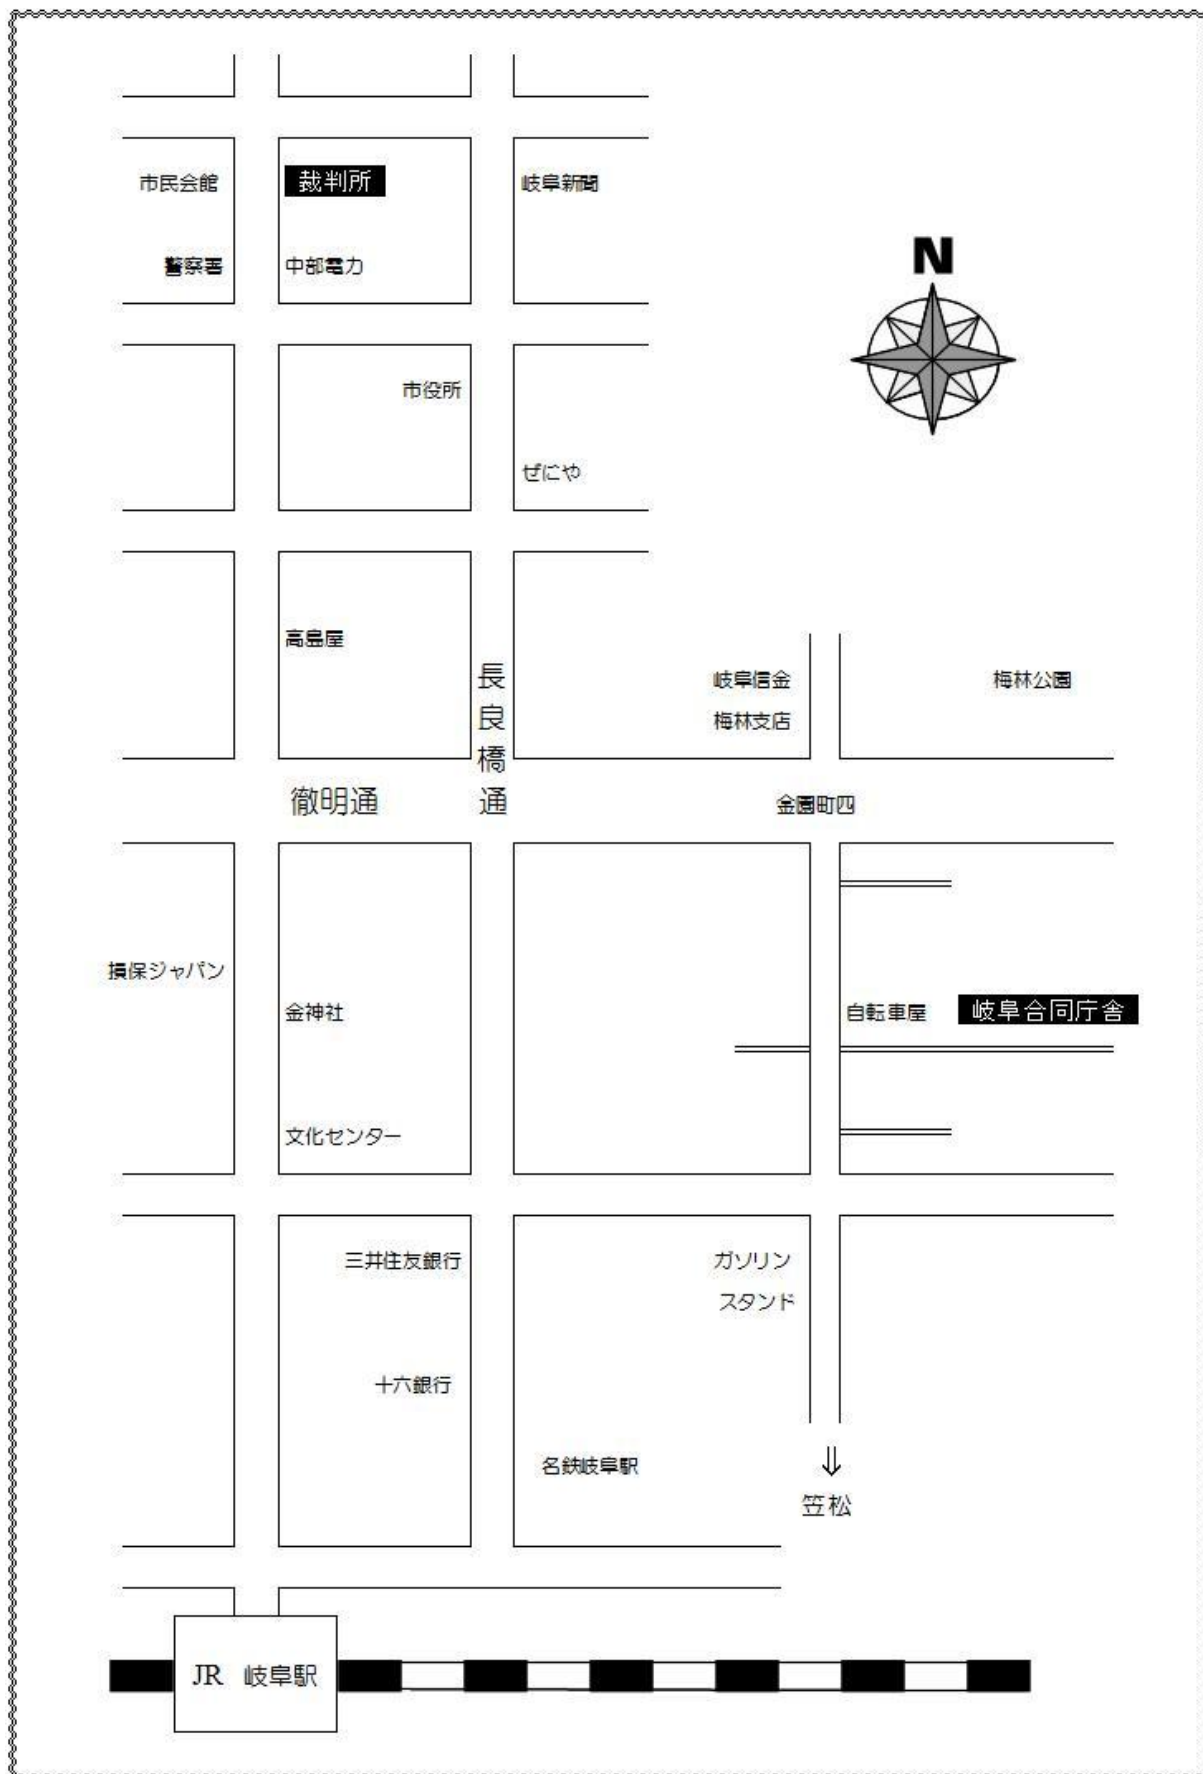 市民会館
裁判所
岐阜新聞
警察署
中部電力
N
市役所
ぜにや
高島屋
長良橋通
岐阜信金
梅林支店
梅林公園
徹明通
金園町四
損保ジャパン
金神社
自転車屋
岐阜合同庁舎
文化センター
三井住友銀行
ガソリン
スタンド
十六銀行
名鉄岐阜駅
⇓
笠松
JR 岐阜駅